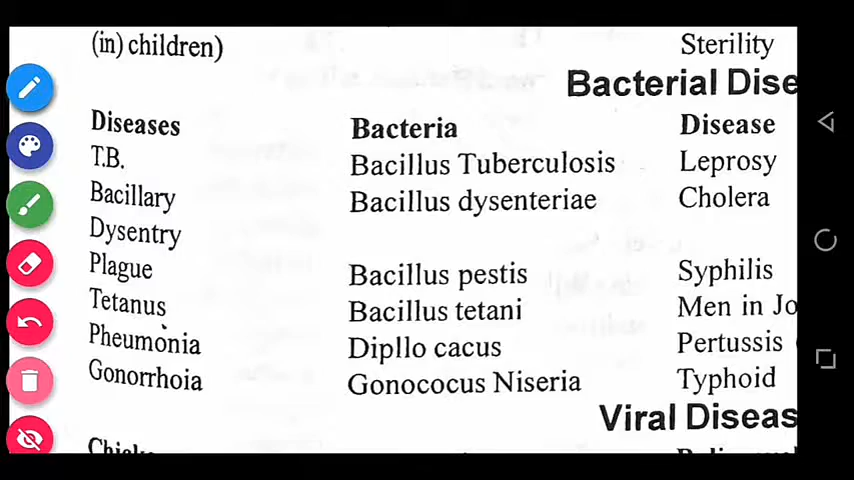 (in) children)
Sterility
Bacterial Dise
Diseases Bacteria Disease
T.B. Bacillus Tuberculosis Leprosy
Bacillary Bacillus dysenteriae Cholera
Dysentry
Plague Bacillus pestis Syphilis
Tetanus Bacillus tetani Men in Jo
Pheumonia Dipllo cacus Pertussis
Gonorrhoia Gonococus Niseria Typhoid
Viral Diseas